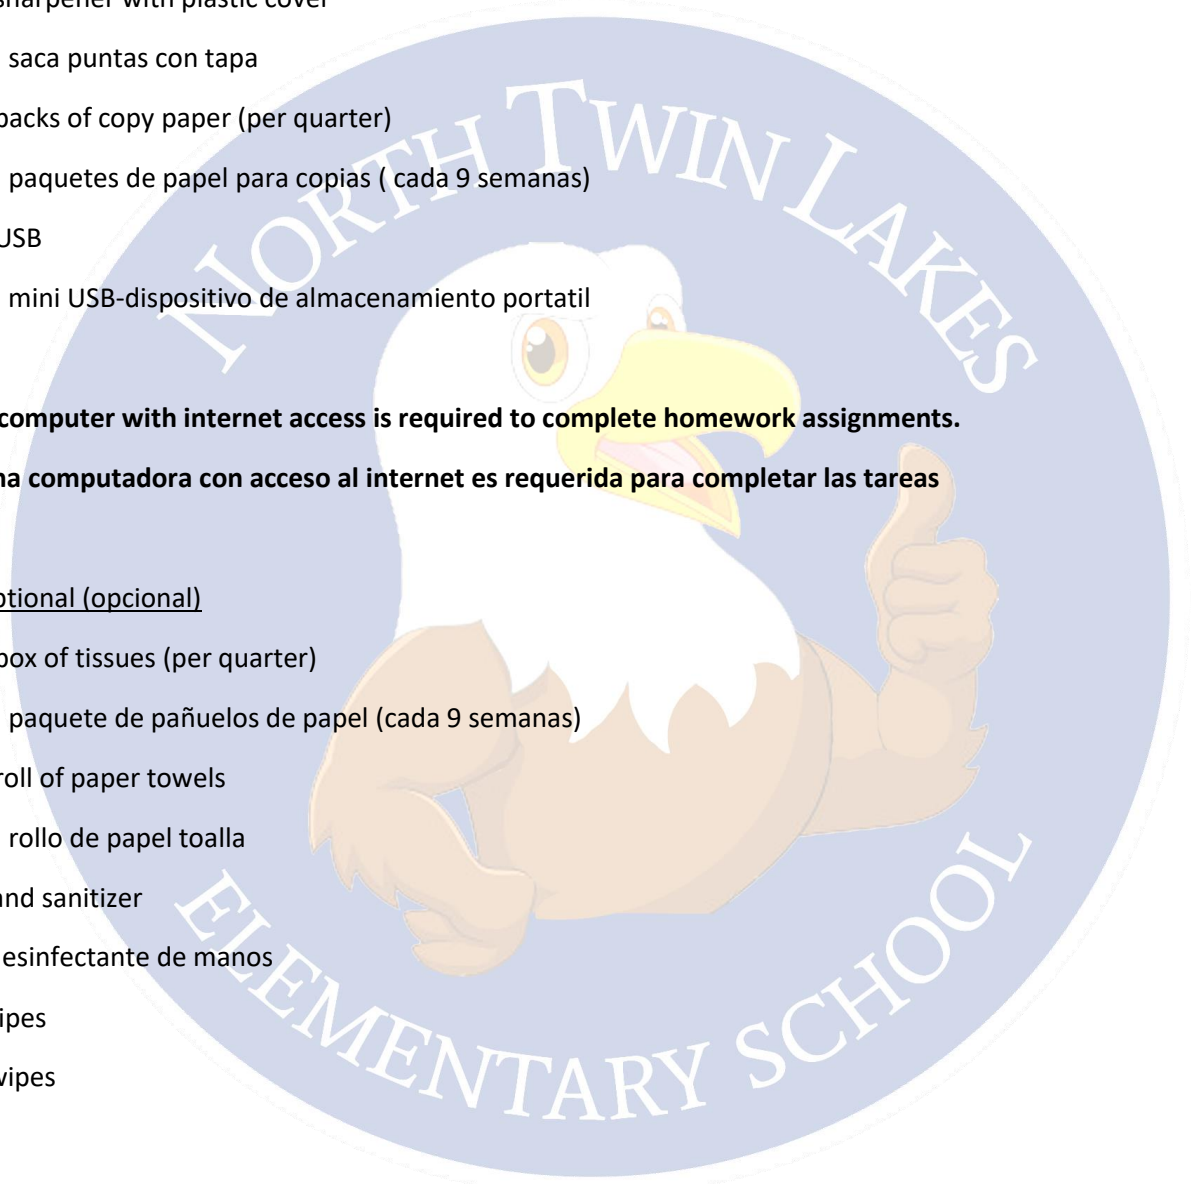 sharpener with plastic cover
saca puntas con tapa
packs of copy paper (per quarter)
paquetes de papel para copias ( cada 9 semanas)
USB
mini USB-dispositivo de almacenamiento portatil
computer with internet access is required to complete homework assignments.
computadora con acceso al internet es requerida para completar las tareas
(opcional)
box of tissues (per quarter)
paquete de pañuelos de papel (cada 9 semanas)
roll of paper towels
rollo de papel toalla
sanitizer
de manos
wipes
NORTH TWIN LAKES
ELEMENTARY SCHOOL